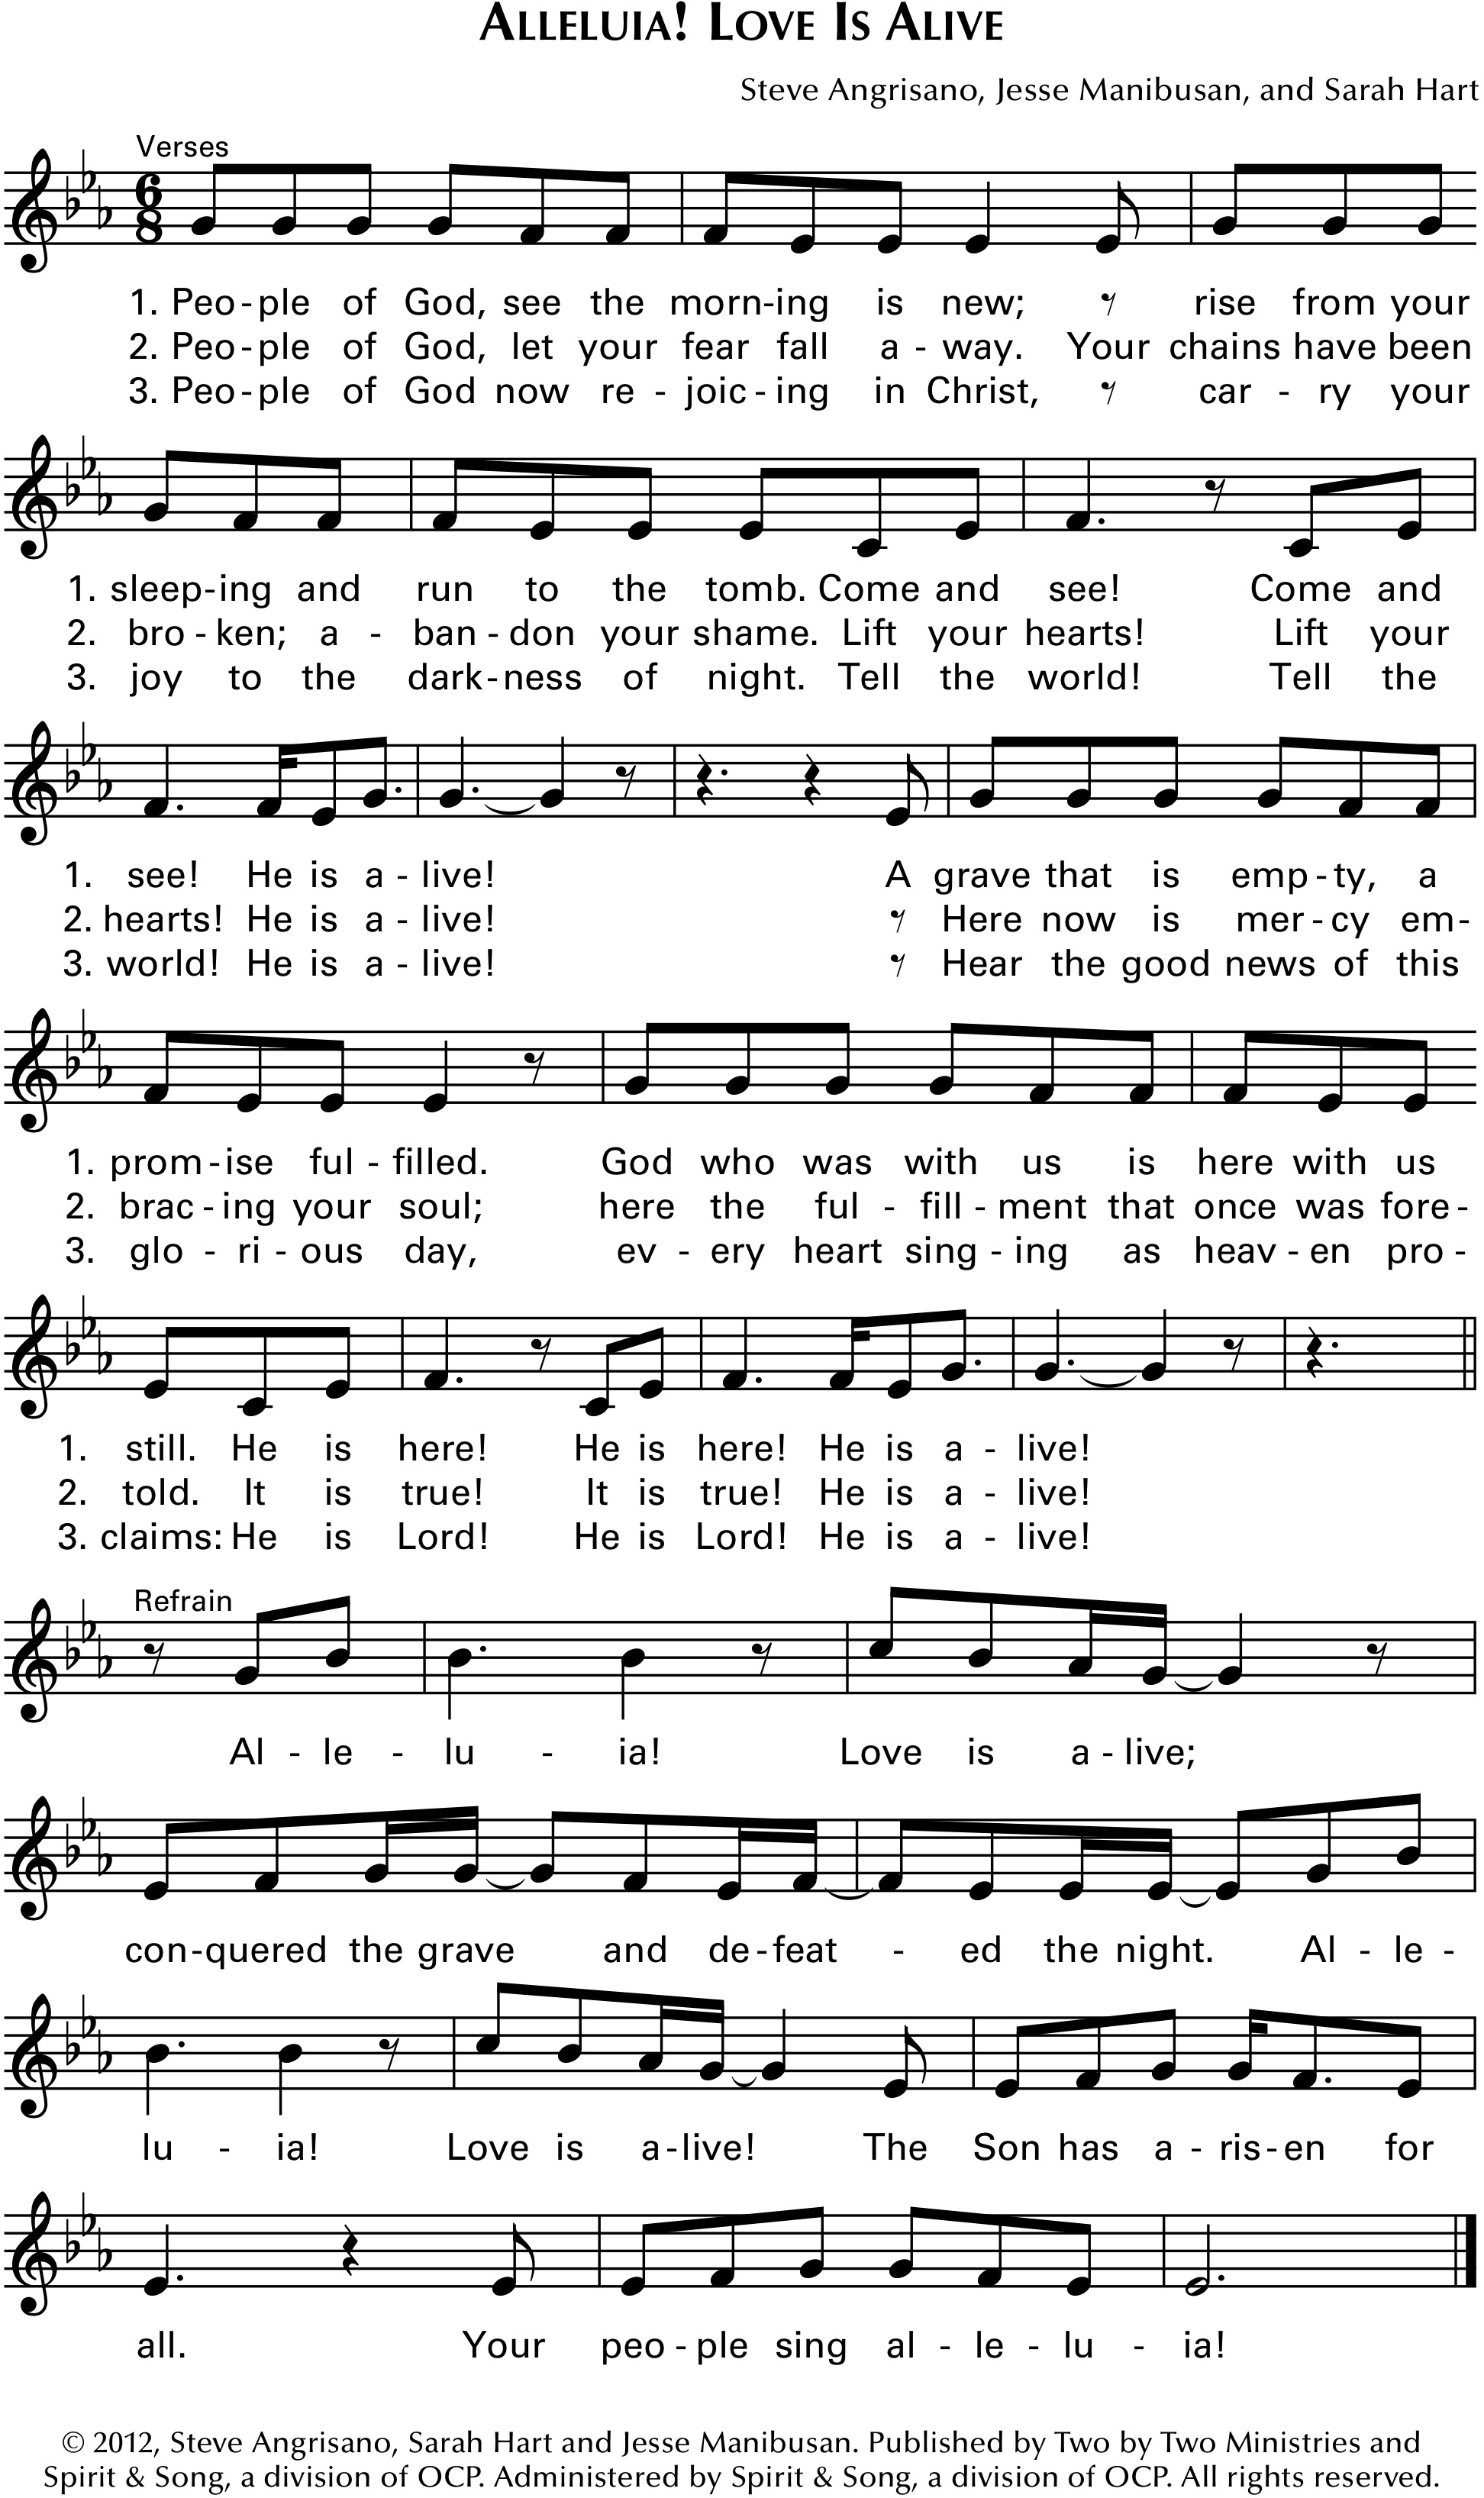 ALLELUIA! LOVE IS ALIVE
Steve Angrisano, Jesse Manibusan, and Sarah Hart
Verses
6
8
1. Peo - ple of God, see the morn - ing is new; rise from your
2. Peo - ple of God, let your fear fall a - way. Your chains have been
3. Peo - ple of God now re - joic - ing in Christ, car - ry your
1. sleep - ing and run to the tomb. Come and see! Come and
2. bro - ken; a - ban - don your shame. Lift your hearts! Lift your
3. joy to the dark - ness of night. Tell the world! Tell the
1. see! He is a - live! A grave that is emp - ty, a
2. hearts! He is a - live! Here now is mer - cy em -
3. world! He is a - live! Hear the good news of this
1. prom - ise ful - filled. God who was with us is here with us
2. brac - ing your soul; here the ful - fill - ment that once was fore -
3. glo - ri - ous day, ev - ery heart sing - ing as heav - en pro -
1. still. He is here! He is here! He is a - live!
2. told. It is true! It is true! He is a - live!
3. claims: He is Lord! He is Lord! He is a - live!
Refrain
Al - le - lu - ia! Love is a - live;
con - quered the grave and de - feat - ed the night. Al - le -
lu - ia! Love is a - live! The Son has a - ris - en for
all. Your peo - ple sing al - le - lu - ia!
© 2012, Steve Angrisano, Sarah Hart and Jesse Manibusan. Published by Two by Two Ministries and
Spirit & Song, a division of OCP. Administered by Spirit & Song, a division of OCP. All rights reserved.